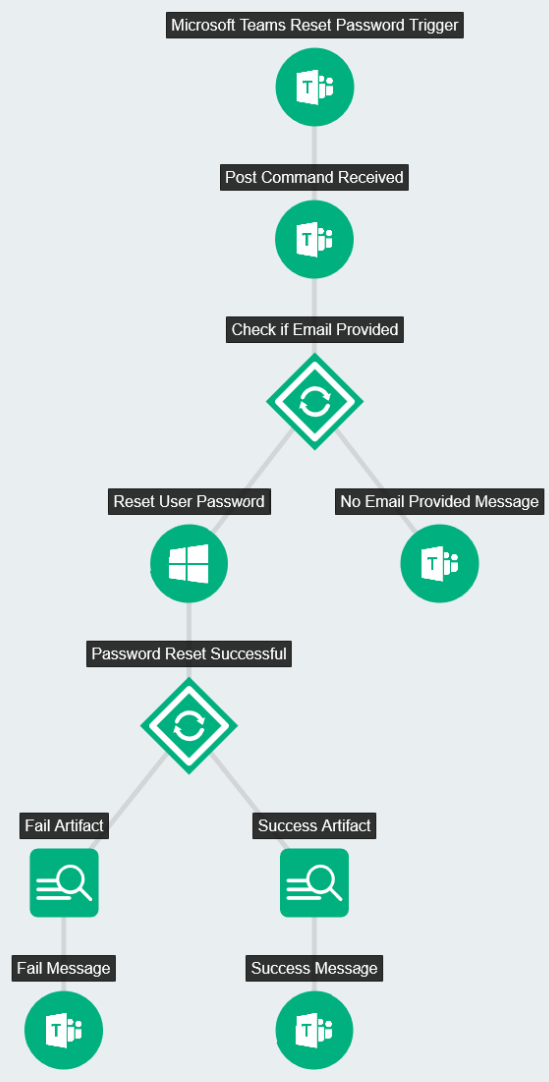 Microsoft Teams Reset Password Trigger
T
Post Command Received
T
Check if Email Provided
Reset User Password
No Email Provided Message
T
Password Reset Successful
Fail Artifact
Success Artifact
Fail Message
Success Message
T
T